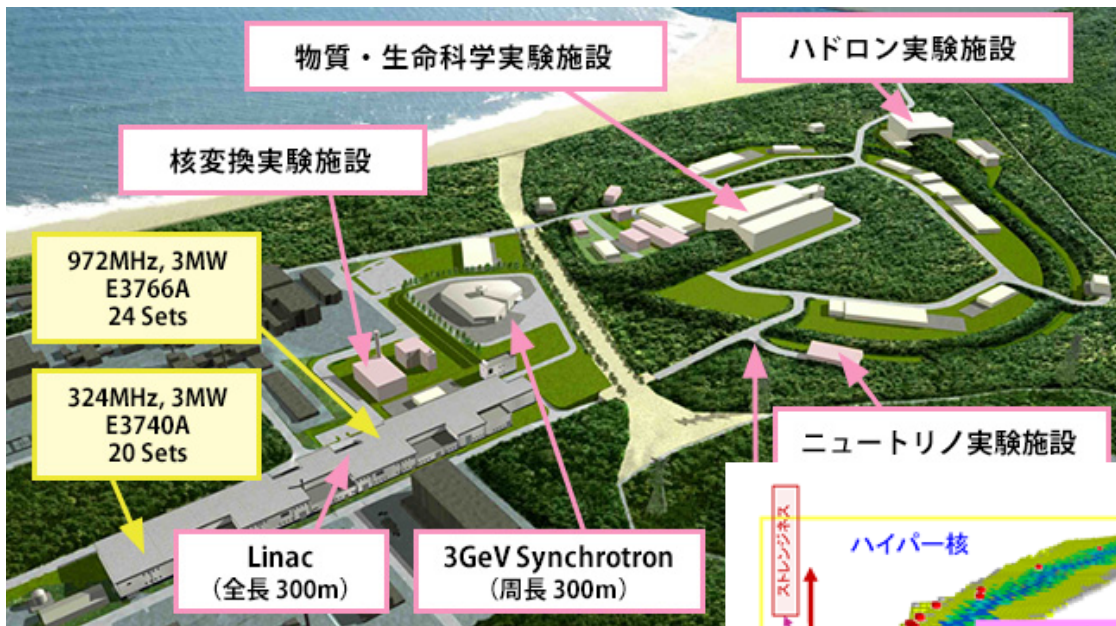 物質・生命科学実験施設
ハドロン実験施設
核変換実験施設
972MHz, 3MW
E3766A
24 Sets
324MHz, 3MW
E3740A
20 Sets
Linac
(全長 300m)
3GeV Synchrotron
(周長 300m)
ニュートリノ実験施設
ストレンジネス
ハイパー核